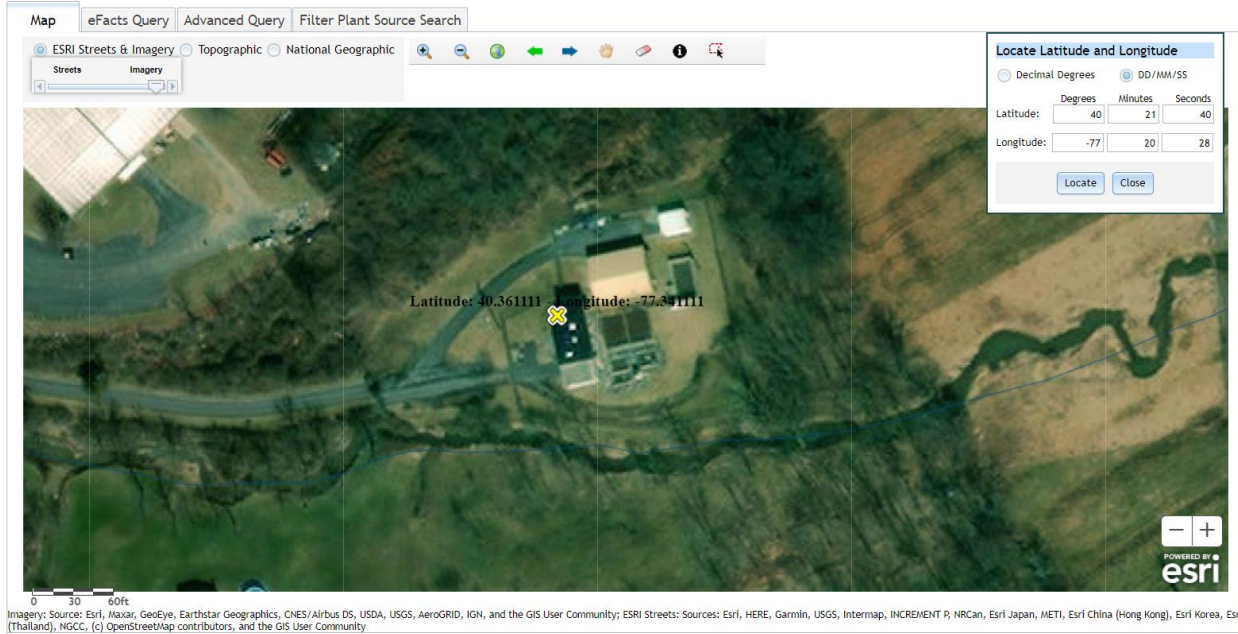 Map eFacts Query Advanced Query Filter Plant Source Search
ESRI Streets & Imagery Topographic National Geographic
Streets Imagery
Locate Latitude and Longitude
Decimal Degrees DD/MM/SS
Degrees Minutes Seconds
Latitude: 40 21 40
Longitude: -77 20 28
Locate Close
Latitude: 40.361111 - Longitude: -77.341111
POWERED BY
esri
0 30 60ft
Imagery: Source: Esri, Maxar, GeoEye, Earthstar Geographics, CNES/Airbus DS, USDA, USGS, AeroGRID, IGN, and the GIS User Community; ESRI Streets: Sources: Esri, HERE, Garmin, USGS, Intermap, INCREMENT P, NRCan, Esri Japan, METI, Esri China (Hong Kong), Esri Korea,
(Thailand), NGCC, (c) OpenStreetMap contributors, and the GIS User Community